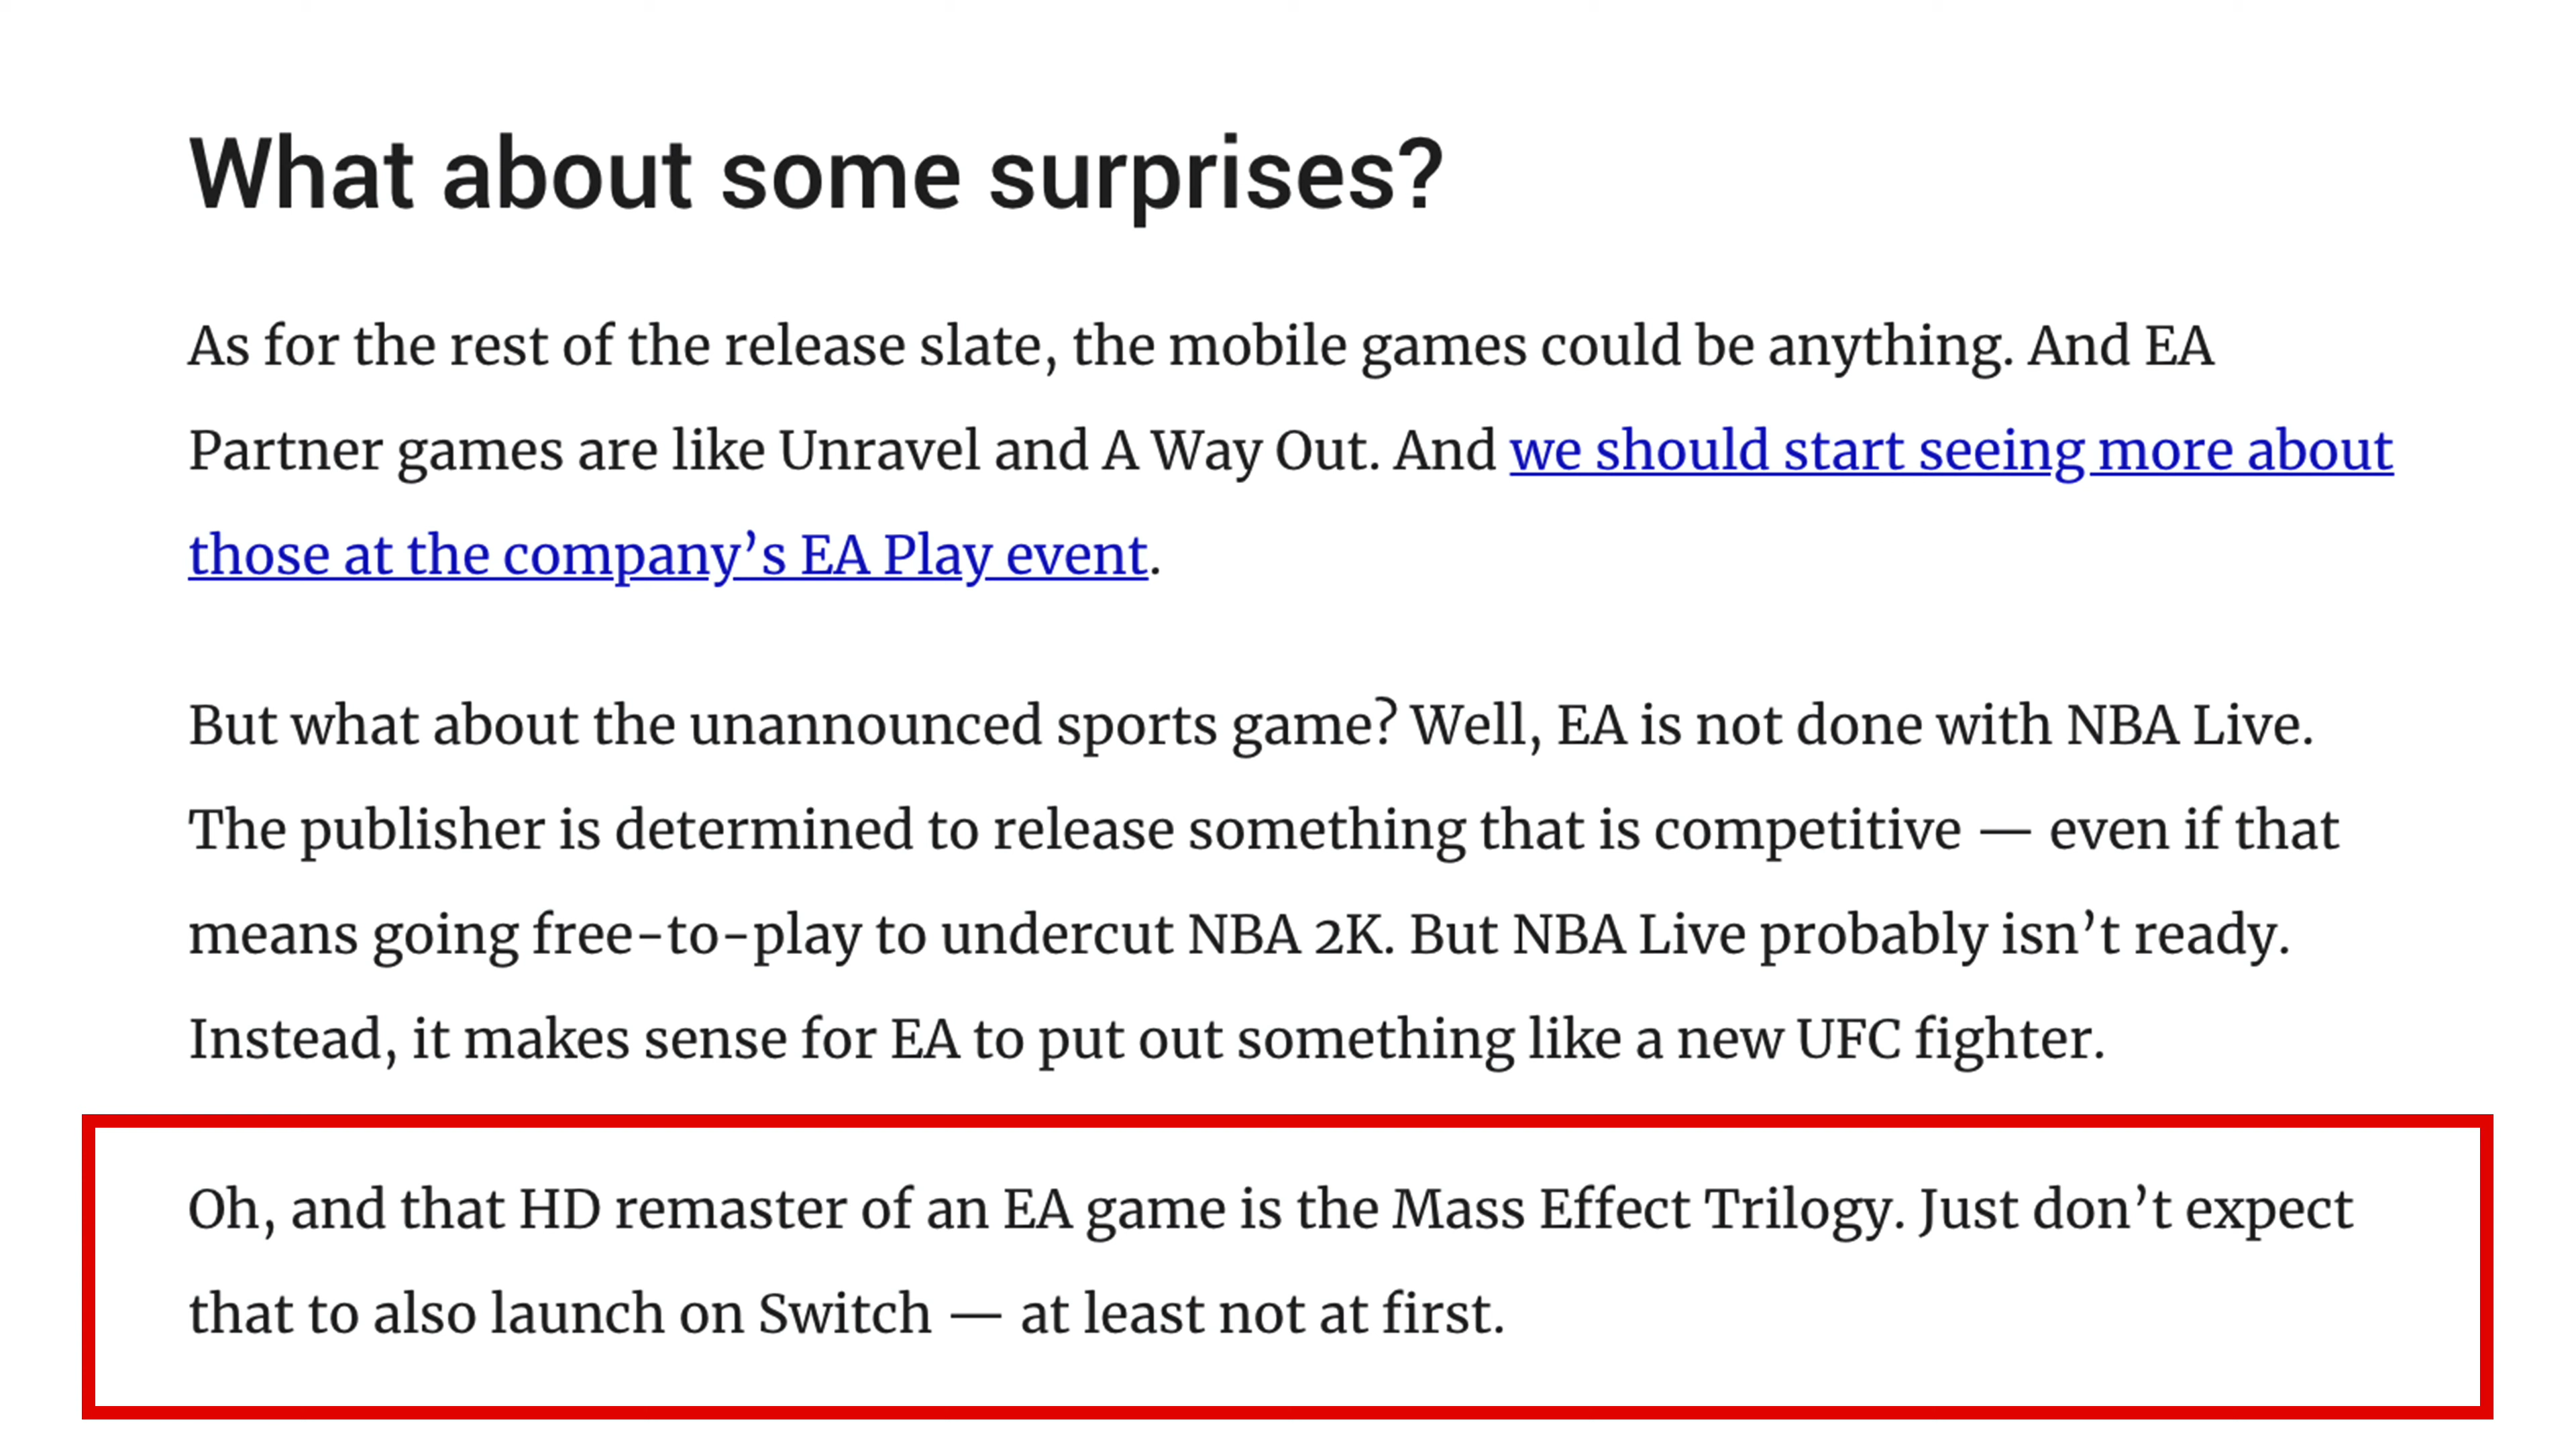 What about some surprises?
As for the rest of the release slate, the mobile games could be anything. And EA
Partner games are like Unravel and A Way Out. And we should start seeing more about
those at the company’s EA Play event.
But what about the unannounced sports game? Well, EA is not done with NBA Live.
The publisher is determined to release something that is competitive — even if that
means going free-to-play to undercut NBA 2K. But NBA Live probably isn’t ready.
Instead, it makes sense for EA to put out something like a new UFC fighter.
Oh, and that HD remaster of an EA game is the Mass Effect Trilogy. Just don’t expect
that to also launch on Switch — at least not at first.